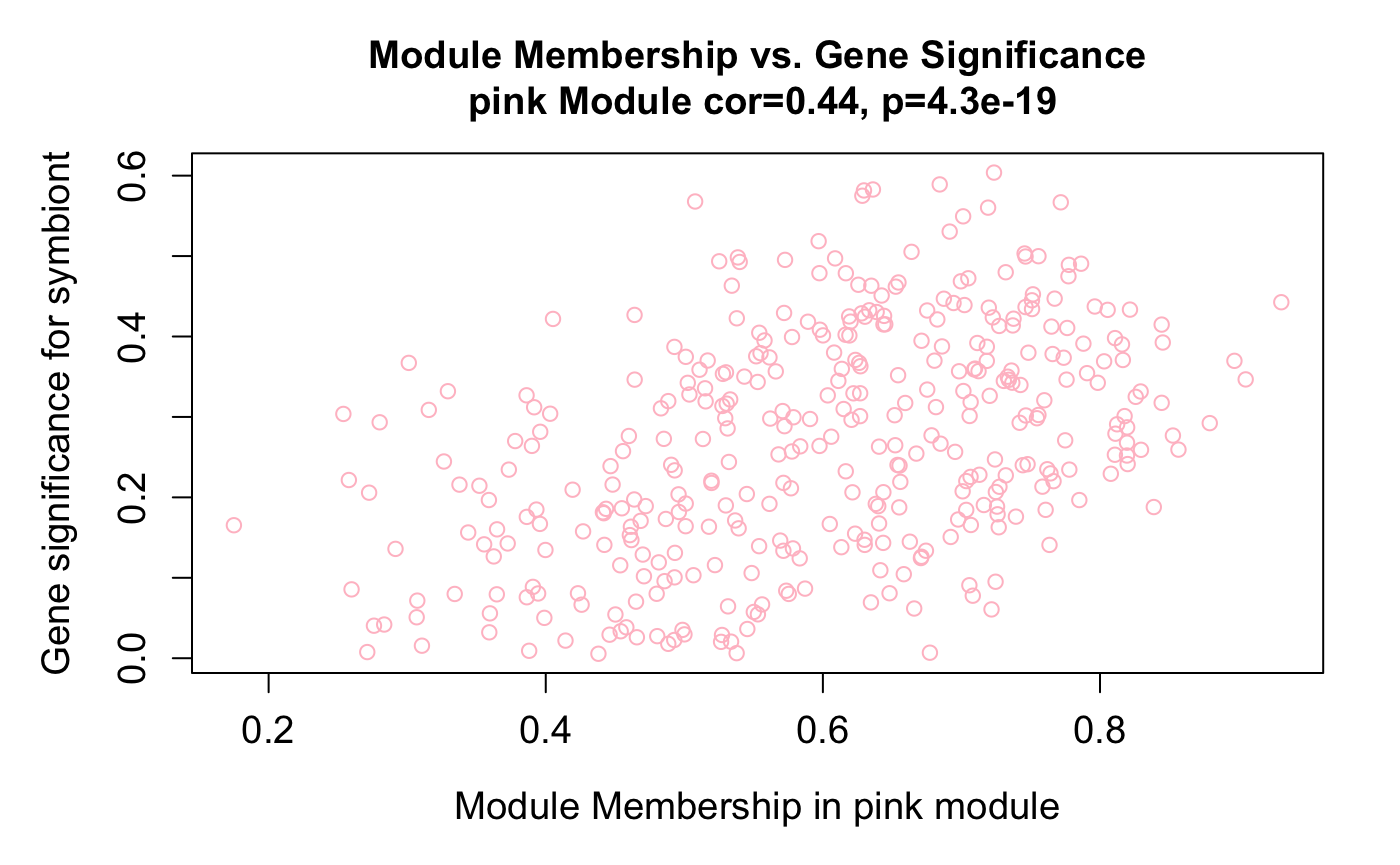 Module Membership vs. Gene Significance
pink Module cor=0.44, p=4.3e-19
Gene significance for symbiont
0.6
0.4
0.2
0.0
0.2 0.4 0.6 0.8
Module Membership in pink module